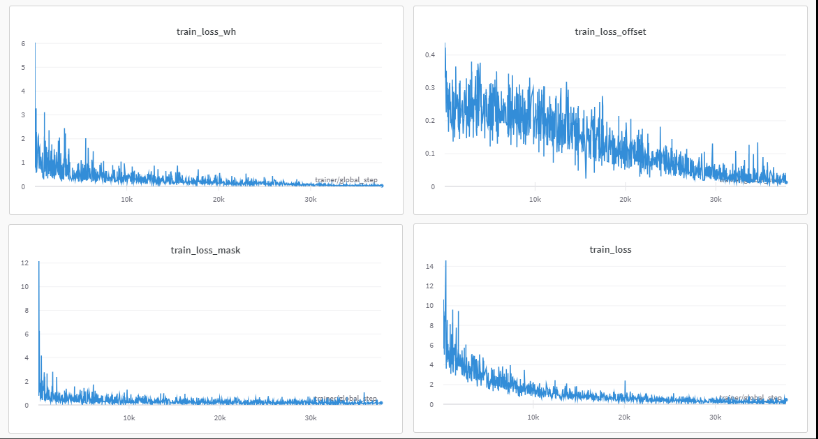 train_loss_wh
6
5
4
3
2
1
0
trainer/global_step
10k
20k
30k
train_loss_offset
0.4
0.3
0.2
0.1
0
10k
20k
30k
train_loss_mask
12
10
8
6
4
2
0
trainer/global_step
10k
20k
30k
train_loss
14
12
10
8
6
4
2
0
trainer/global_step
10k
20k
30k